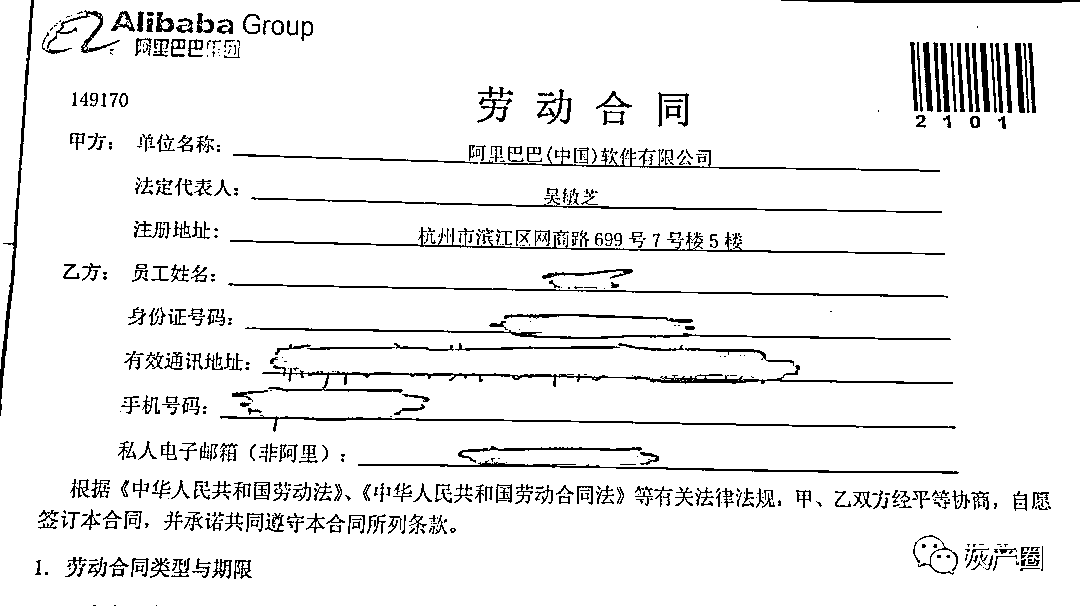 Alibaba Group
阿里巴巴集团
149170
劳动合同
2101
甲方： 单位名称： 阿里巴巴(中国)软件有限公司
法定代表人： 吴敏芝
注册地址： 杭州市滨江区网商路699号7号楼5楼
乙方： 员工姓名：
身份证号码：
有效通讯地址：
手机号码：
私人电子邮箱（非阿里）：
根据《中华人民共和国劳动法》、《中华人民共和国劳动合同法》等有关法律法规，甲、乙双方经平等协商，自愿
签订本合同，并承诺共同遵守本合同所列条款。
1. 劳动合同类型与期限
灰产圈